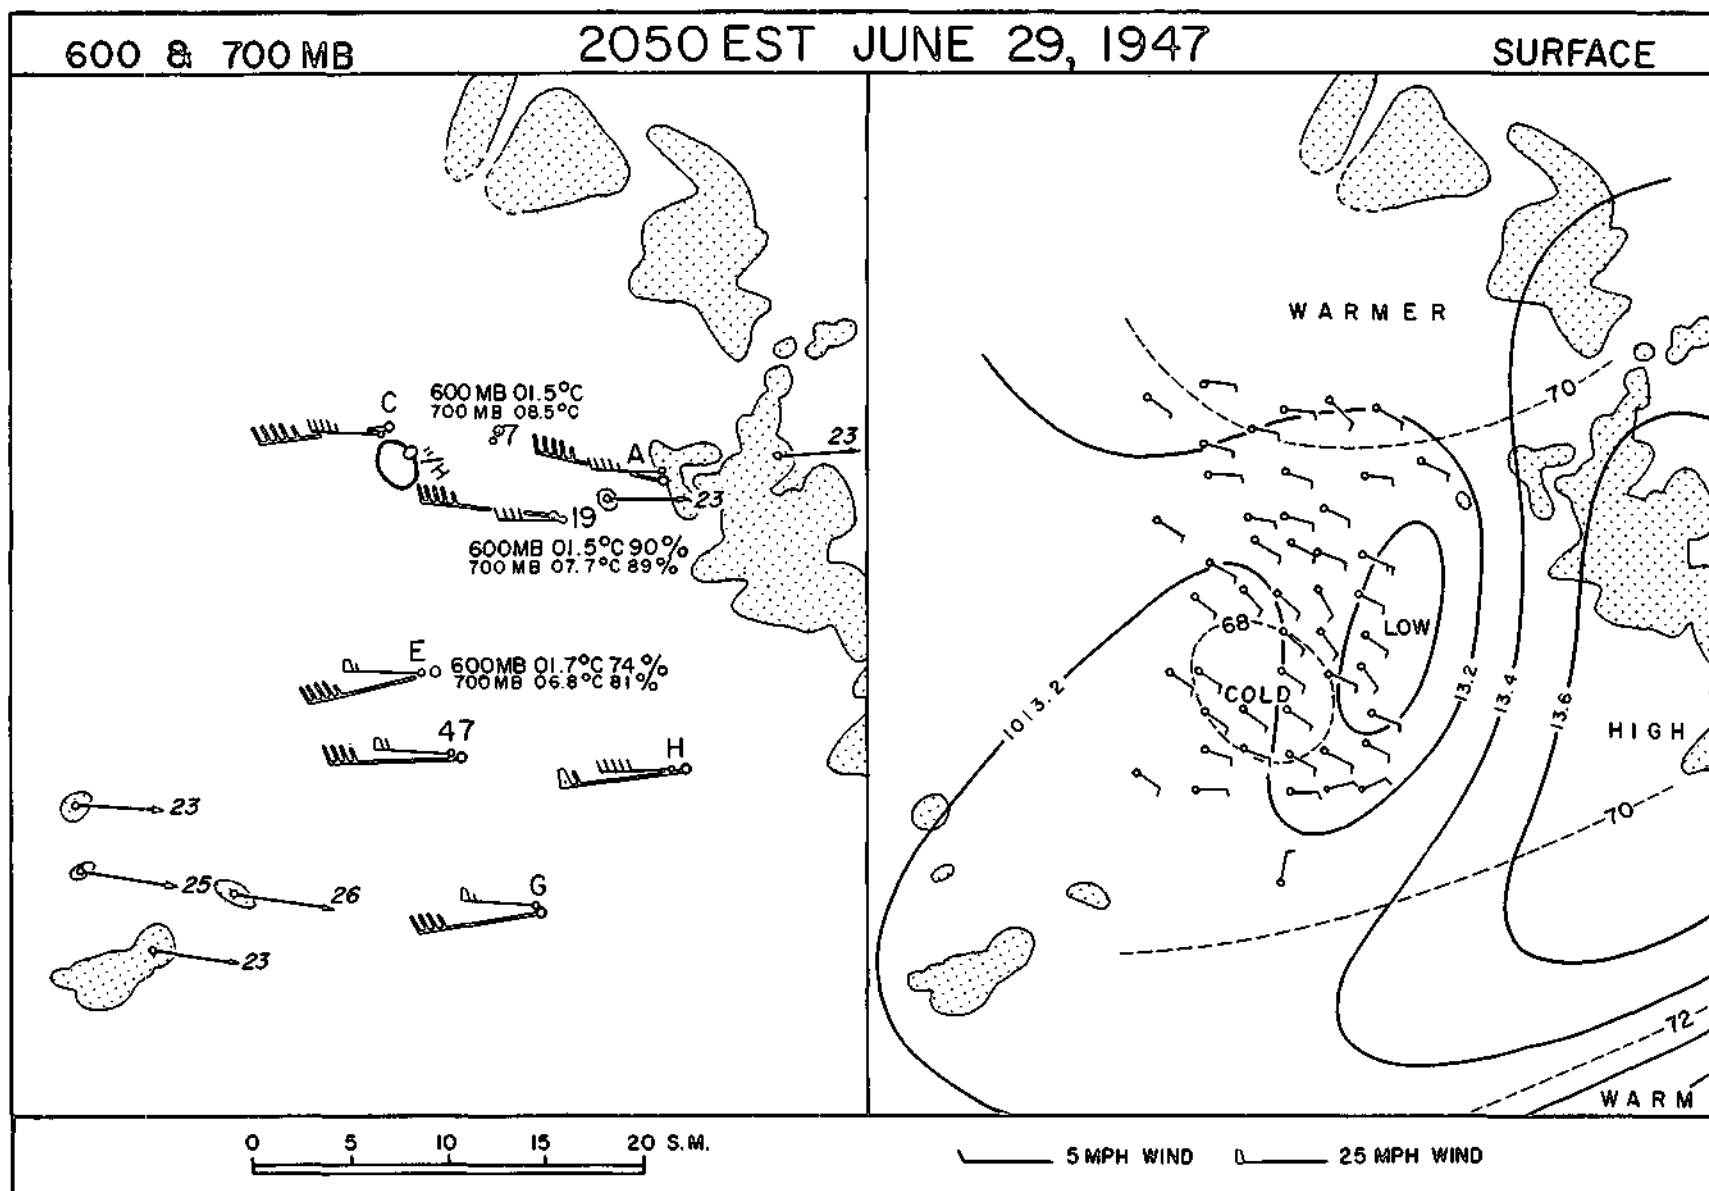 600 & 700 MB
2050 EST JUNE 29, 1947
SURFACE
C
600 MB 01.5°C
700 MB 08.5°C
97
A
23
H
19
23
600MB 01.5°C 90%
700 MB 07.7°C 89%
E
600MB 01.7°C 74%
700MB 06.8°C 81%
47
H
23
25
26
G
23
WARMER
70
68
LOW
COLD
1013.2
13.2
13.4
13.6
HIGH
70
72
WARM
0 5 10 15 20 S.M.
5 MPH WIND
25 MPH WIND